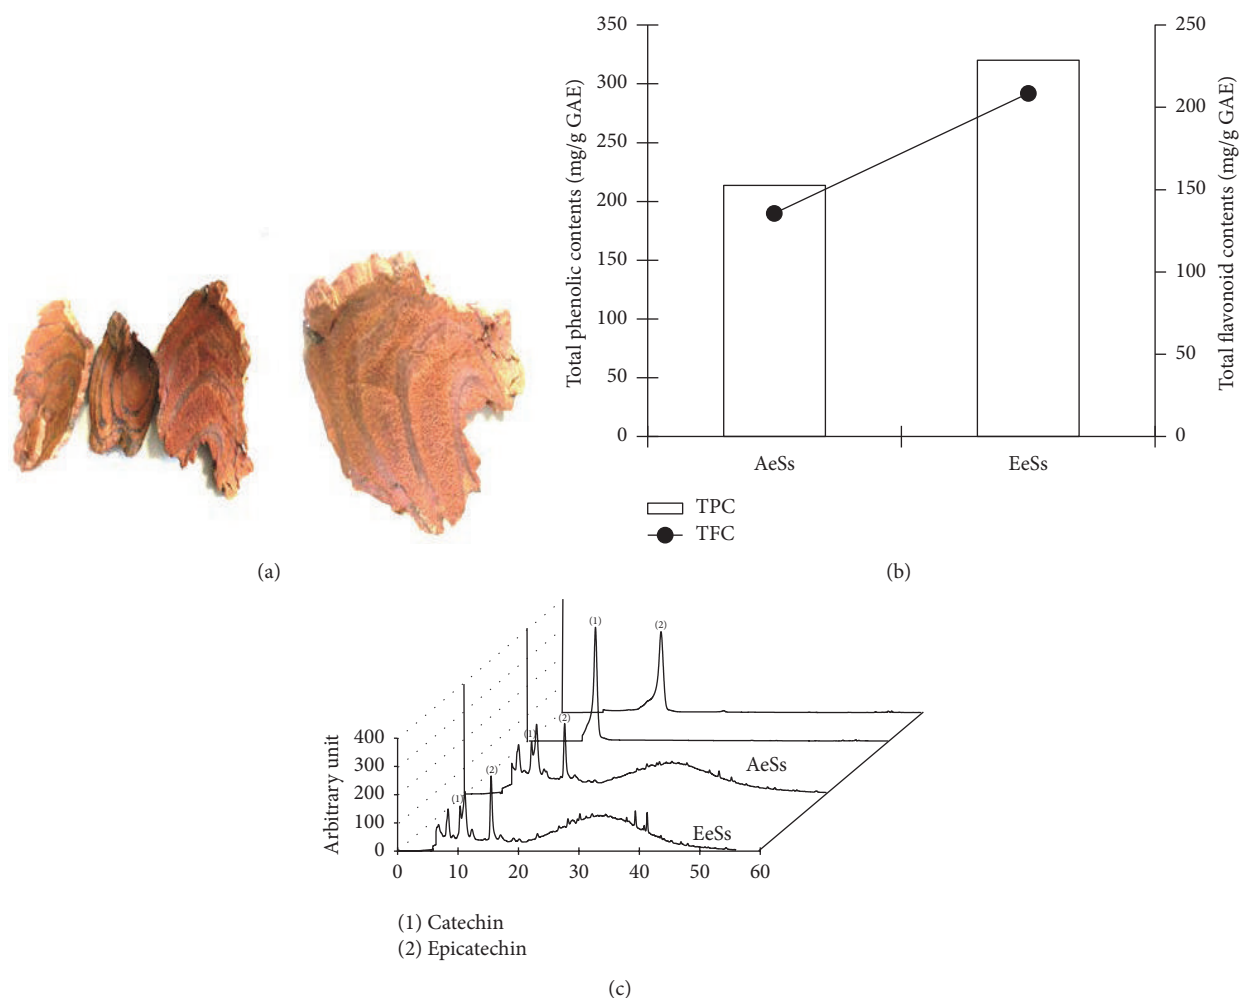 (a)
350
300
250
200
150
100
50
0
Total phenolic contents (mg/g GAE)
250
200
150
100
50
0
Total flavonoid contents (mg/g GAE)
AeSs EeSs
TPC
TFC
(b)
(1) (2)
(1) (2)
AeSs
(1) (2)
EeSs
400
300
200
100
0
Arbitrary unit
0 10 20 30 40 50 60
(1) Catechin
(2) Epicatechin
(c)